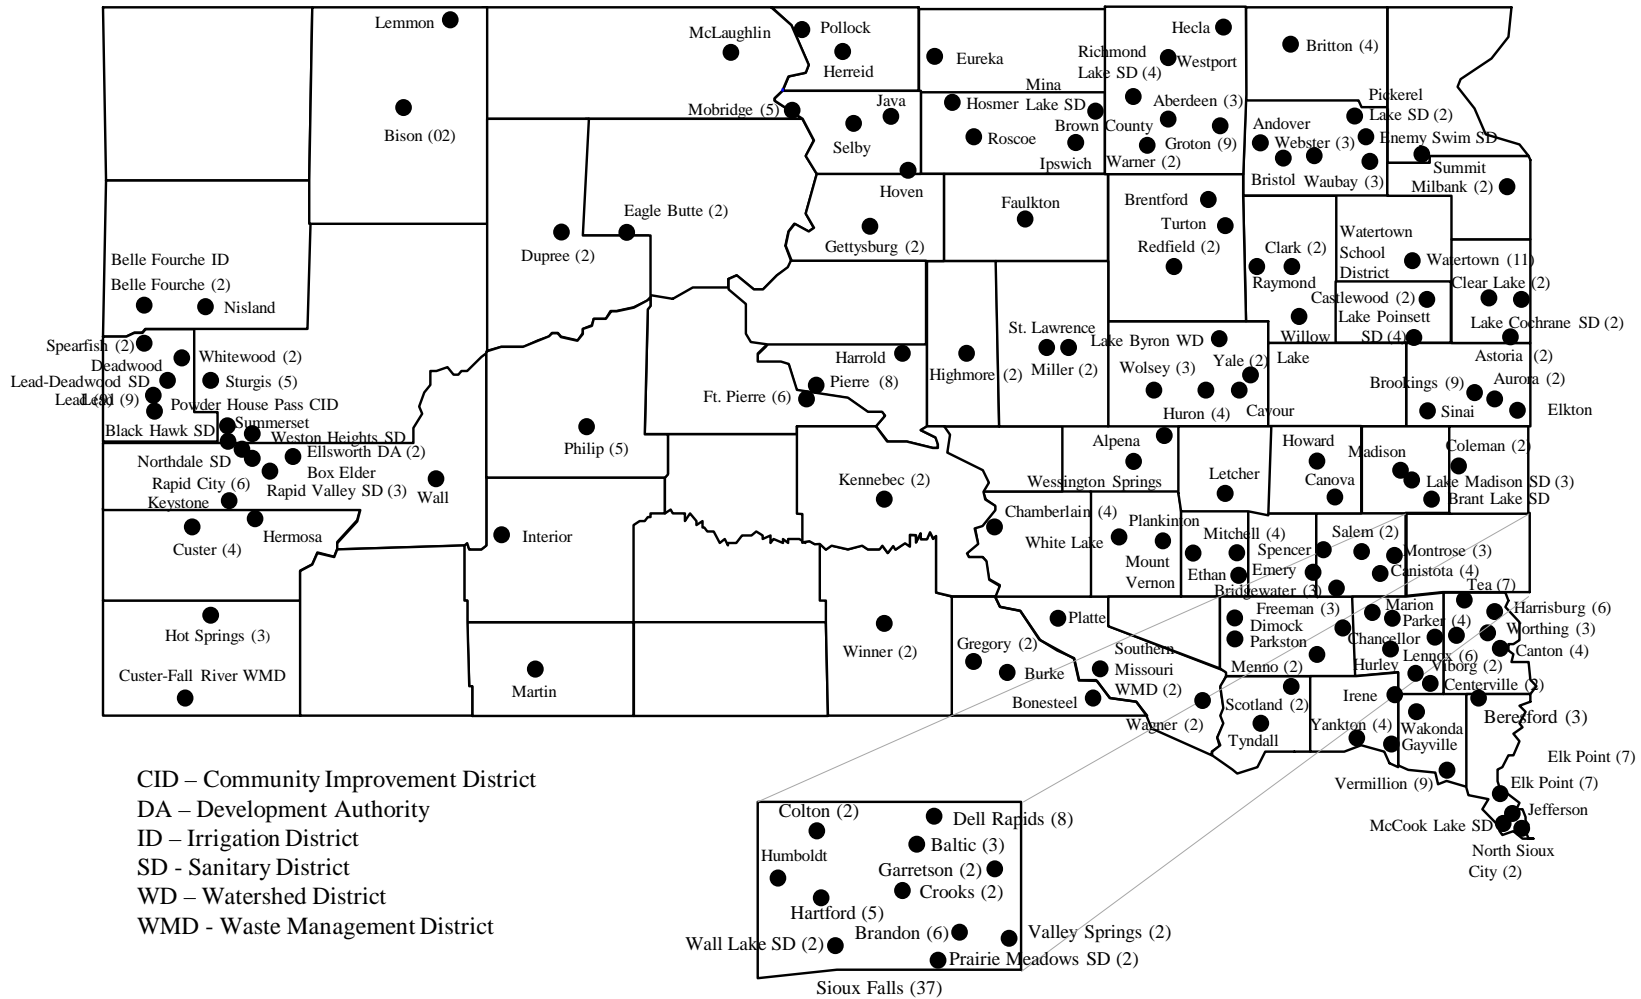 Lemmon
McLaughlin
Pollock
Herreid
Eureka
Hecla
Richmond
Lake SD (4)
Westport
Britton (4)
Bison (02)
Mobridge (5)
Java
Selby
Hosmer
Mina
Lake SD
Roscoe
Ipswich
Brown County
Aberdeen (3)
Groton (9)
Warner (2)
Andover
Webster (3)
Bristol
Waubay (3)
Pickerel
Lake SD (2)
Enemy Swim SD
Summit
Milbank (2)
Hoven
Eagle Butte (2)
Dupree (2)
Gettysburg (2)
Faulkton
Brentford
Turton
Redfield (2)
Clark (2)
Raymond
Watertown
School
District
Watertown (11)
Clear Lake (2)
Castlewood (2)
Lake Poinsett
SD (4)
Lake Cochrane SD (2)
Willow
Lake
Belle Fourche ID
Belle Fourche (2)
Nisland
Spearfish (2)
Deadwood
Whitewood (2)
Lead-Deadwood SD
Sturgis (5)
Lead (9)
Powder House Pass CID
Black Hawk SD
Summerset
Weston Heights SD
Ellsworth DA (2)
Northdale SD
Box Elder
Rapid City (6)
Rapid Valley SD (3)
Keystone
Wall
Custer (4)
Hermosa
Hot Springs (3)
Custer-Fall River WMD
Philip (5)
Interior
Martin
Harrold
Pierre (8)
Ft. Pierre (6)
Highmore (2)
St. Lawrence
Miller (2)
Lake Byron WD
Wolsey (3)
Yale (2)
Huron (4)
Cavour
Astoria (2)
Brookings (9)
Aurora (2)
Sinai
Elkton
Kennebec (2)
Alpena
Wessington Springs
Letcher
Howard
Canova
Madison
Coleman (2)
Lake Madison SD (3)
Brant Lake SD
Chamberlain (4)
White Lake
Plankinton
Mount
Vernon
Mitchell (4)
Ethan
Spencer
Emery
Bridgewater (3)
Salem (2)
Montrose (3)
Canistota (4)
Tea (7)
Harrisburg (6)
Worthing (3)
Canton (4)
Winner (2)
Gregory (2)
Burke
Bonesteel
Platte
Southern
Missouri
WMD (2)
Wagner (2)
Freeman (3)
Dimock
Parkston
Menno (2)
Marion
Parker (4)
Chancellor
Lennox (6)
Hurley
Viborg (2)
Centerville (2)
Irene
Scotland (2)
Tyndall
Yankton (4)
Wakonda
Gayville
Vermillion (9)
Beresford (3)
Elk Point (7)
Elk Point (7)
Jefferson
McCook Lake SD
North Sioux
City (2)
CID – Community Improvement District
DA – Development Authority
ID – Irrigation District
SD - Sanitary District
WD – Watershed District
WMD - Waste Management District
Colton (2)
Dell Rapids (8)
Humboldt
Baltic (3)
Garretson (2)
Crooks (2)
Hartford (5)
Brandon (6)
Valley Springs (2)
Wall Lake SD (2)
Prairie Meadows SD (2)
Sioux Falls (37)